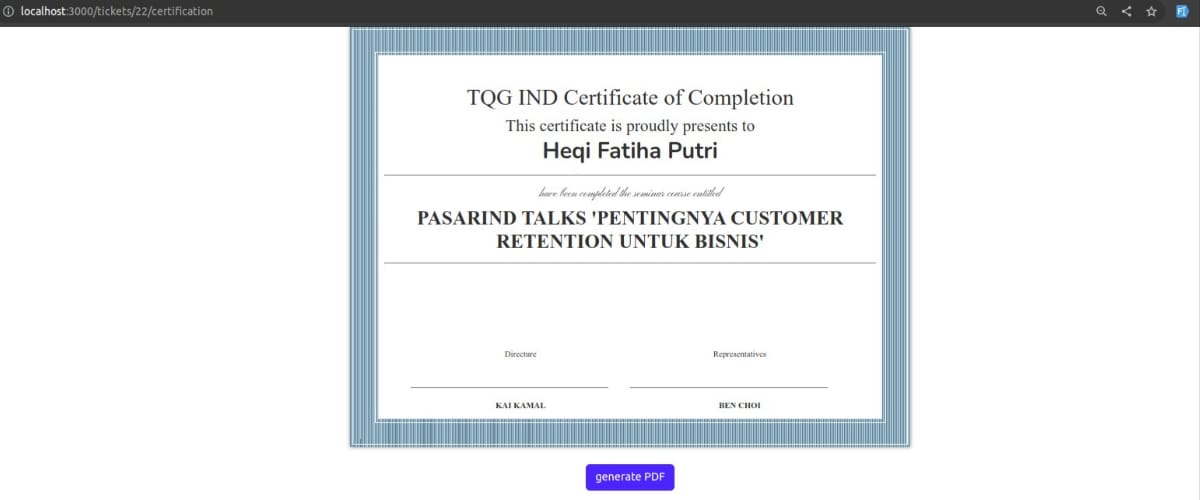 localhost:3000/tickets/22/certification
TQG IND Certificate of Completion
This certificate is proudly presents to
Heqi Fatiha Putri
have been completed the seminar course entitled
PASARIND TALKS 'PENTINGNYA CUSTOMER
RETENTION UNTUK BISNIS'
Directure Representatives
KAI KAMAL BEN CHOI
generate PDF